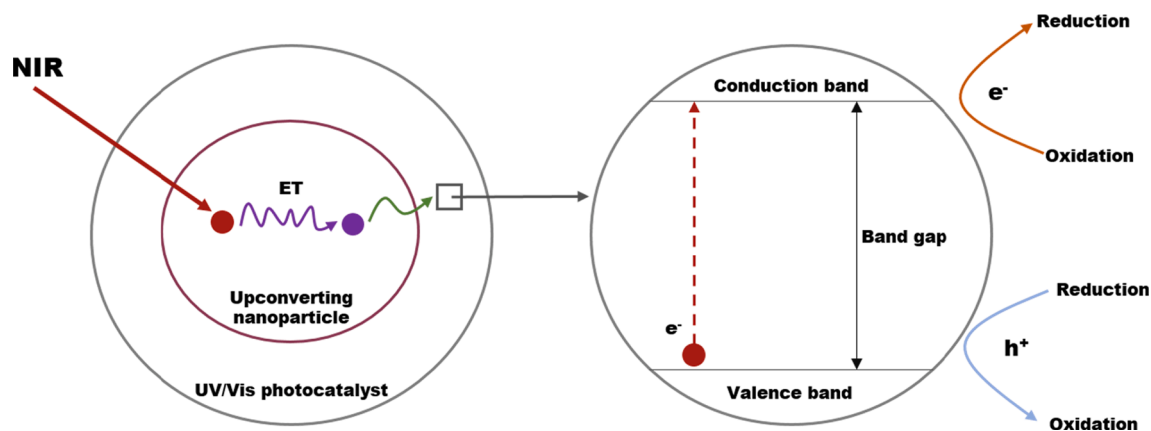 NIR
ET
Upconverting
nanoparticle
UV/Vis photocatalyst
Conduction band
Band gap
e-
Valence band
Reduction
e-
Oxidation
Reduction
h+
Oxidation